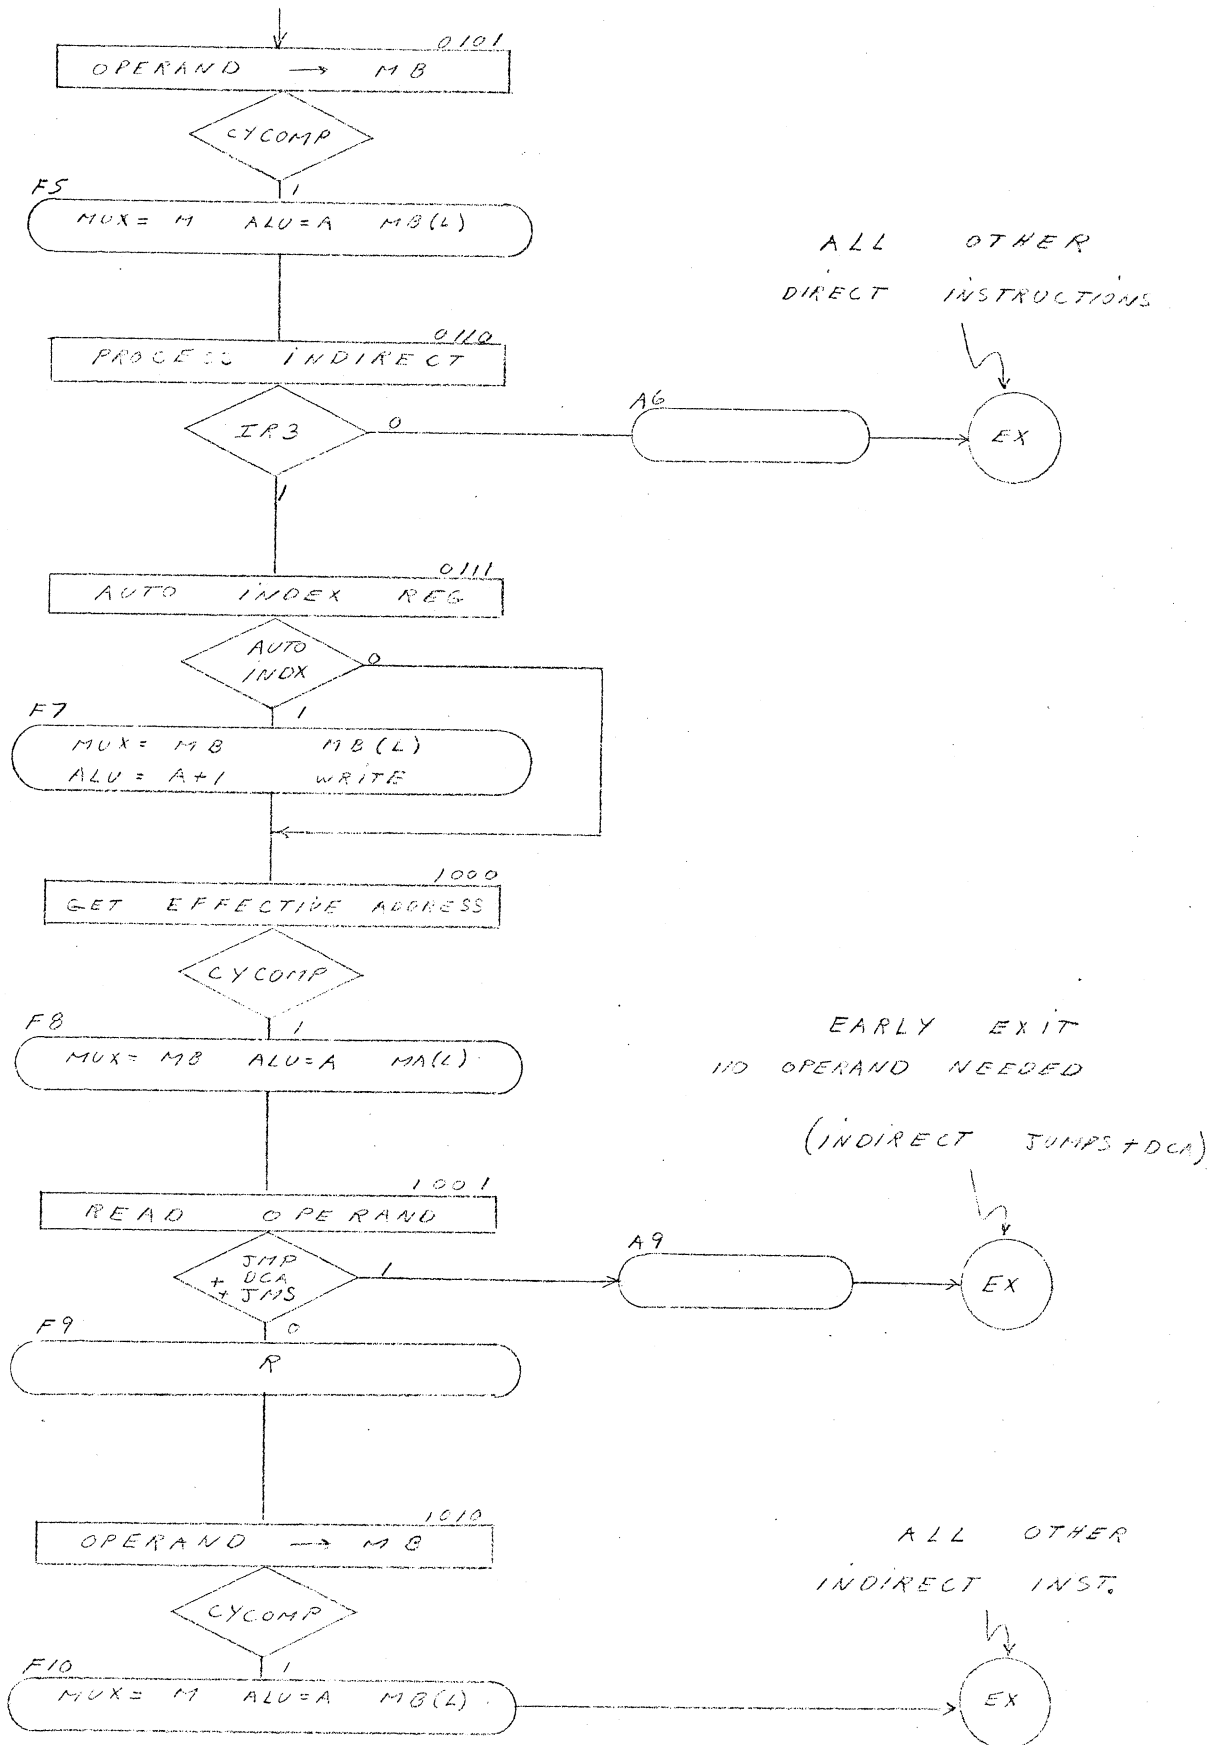 0101
OPERAND → MB
CYCOMP
1
F5
MUX = M ALU = A MB(L)
ALL OTHER
DIRECT INSTRUCTIONS
0110
PROCESS INDIRECT
IR3
0
A6
EX
1
0111
AUTO INDEX REG
AUTO
INDX
0
1
F7
MUX = MB MB(L)
ALU = A+1 WRITE
1000
GET EFFECTIVE ADDRESS
CYCOMP
1
F8
MUX = MB ALU = A MA(L)
EARLY EXIT
NO OPERAND NEEDED
(INDIRECT JUMPS + DCA)
1001
READ OPERAND
JMP
+ DCA
+ JMS
1
A9
EX
0
F9
R
1010
OPERAND → MB
CYCOMP
1
ALL OTHER
INDIRECT INST.
F10
MUX = M ALU = A MB(L)
EX